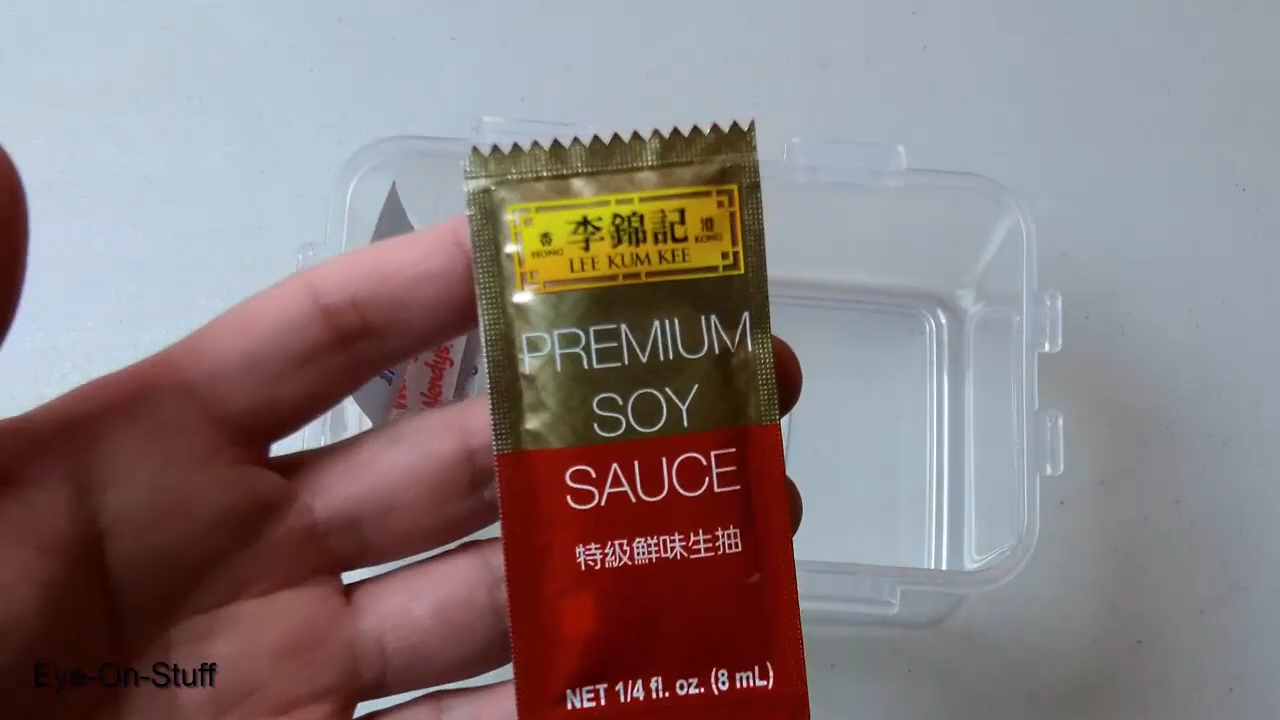 香 李錦記 港
HONG KONG
LEE KUM KEE
PREMIUM
SOY
SAUCE
特級鮮味生抽
NET 1/4 fl. oz. (8 mL)
Wendy's
Eye-On-Stuff